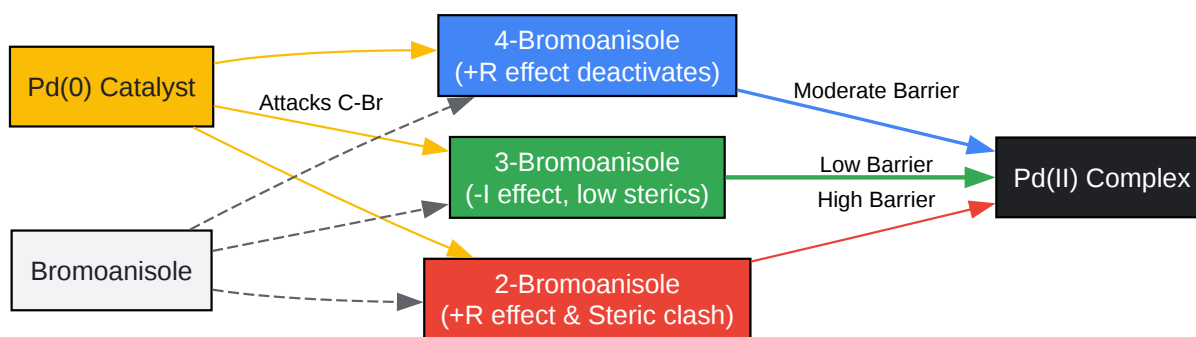 Pd(0) Catalyst
Attacks C-Br
4-Bromoanisole
(+R effect deactivates)
Moderate Barrier
3-Bromoanisole
(-I effect, low sterics)
Low Barrier
High Barrier
Pd(II) Complex
Bromoanisole
2-Bromoanisole
(+R effect & Steric clash)